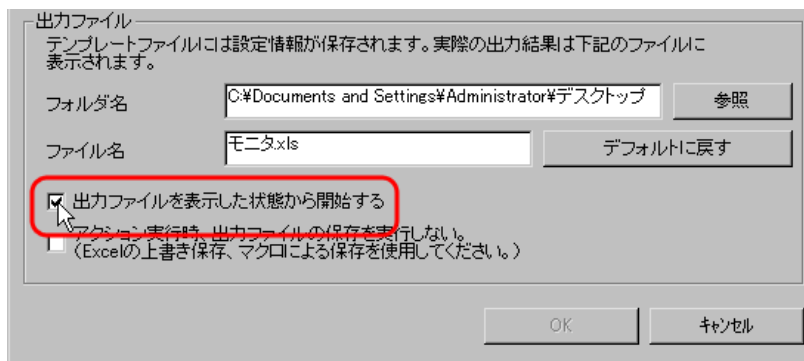 出力ファイル
テンプレートファイルには設定情報が保存されます。実際の出力結果は下記のファイルに
表示されます。
フォルダ名
C:¥Documents and Settings¥Administrator¥デスクトップ
参照
ファイル名
モニタ.xls
デフォルトに戻す
出力ファイルを表示した状態から開始する
アクション実行時、出力ファイルの保存を実行しない。
(Excelの上書き保存、マクロによる保存を使用してください。)
OK
キャンセル